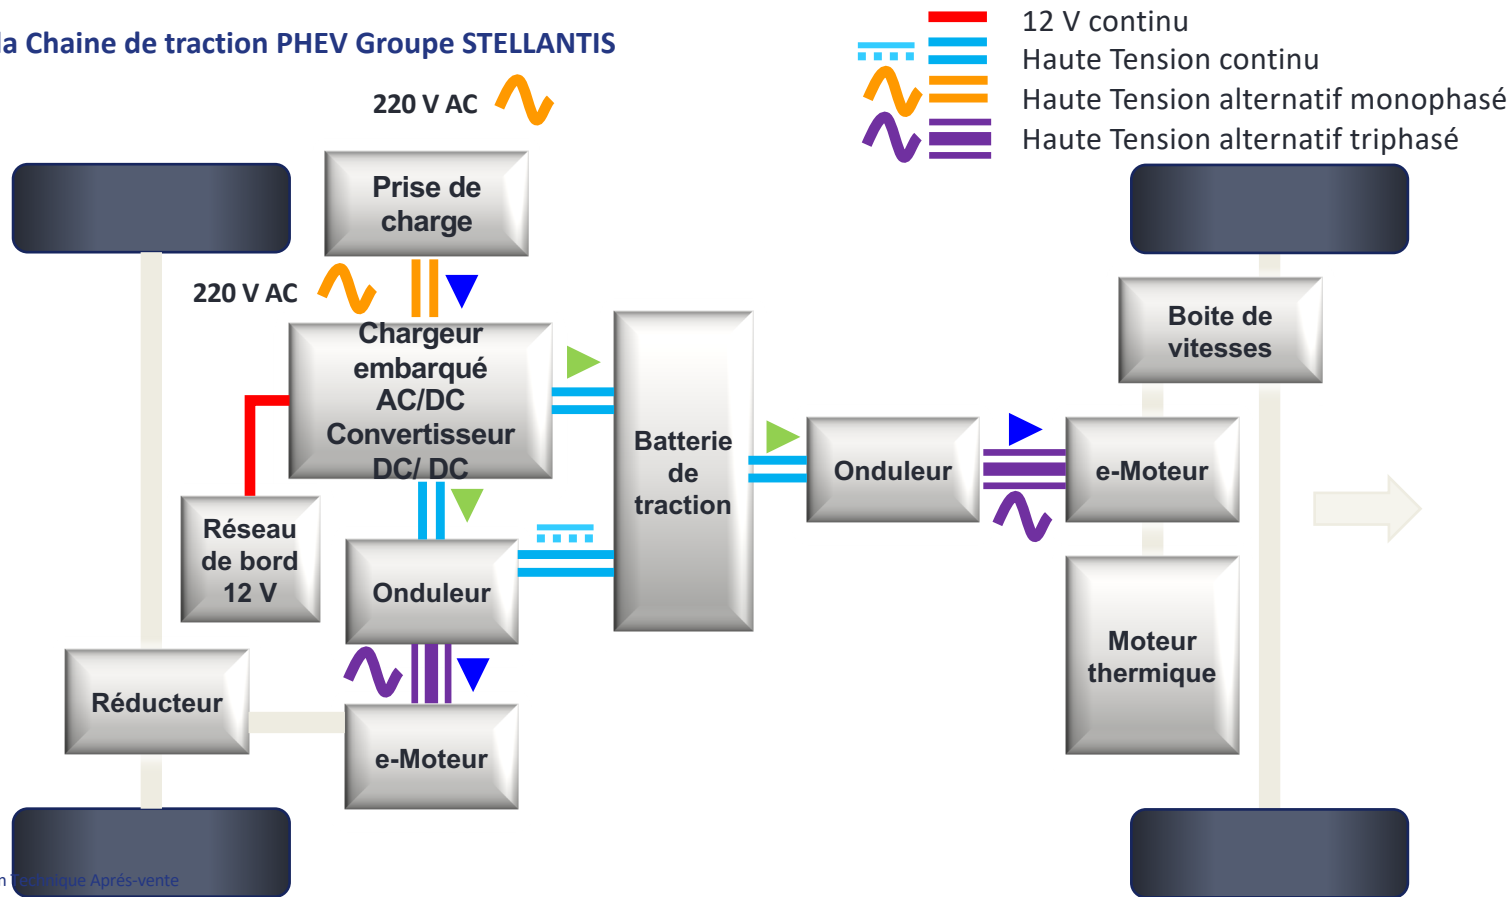 la Chaine de traction PHEV Groupe STELLANTIS
12 V continu
Haute Tension continu
Haute Tension alternatif monophasé
Haute Tension alternatif triphasé
220 V AC
Prise de
charge
220 V AC
Chargeur
embarqué
AC/DC
Convertisseur
DC/ DC
Boite de
vitesses
Batterie
de
traction
Onduleur
e-Moteur
Réseau
de bord
12 V
Onduleur
Moteur
thermique
Réducteur
e-Moteur
Technique Aprés-vente